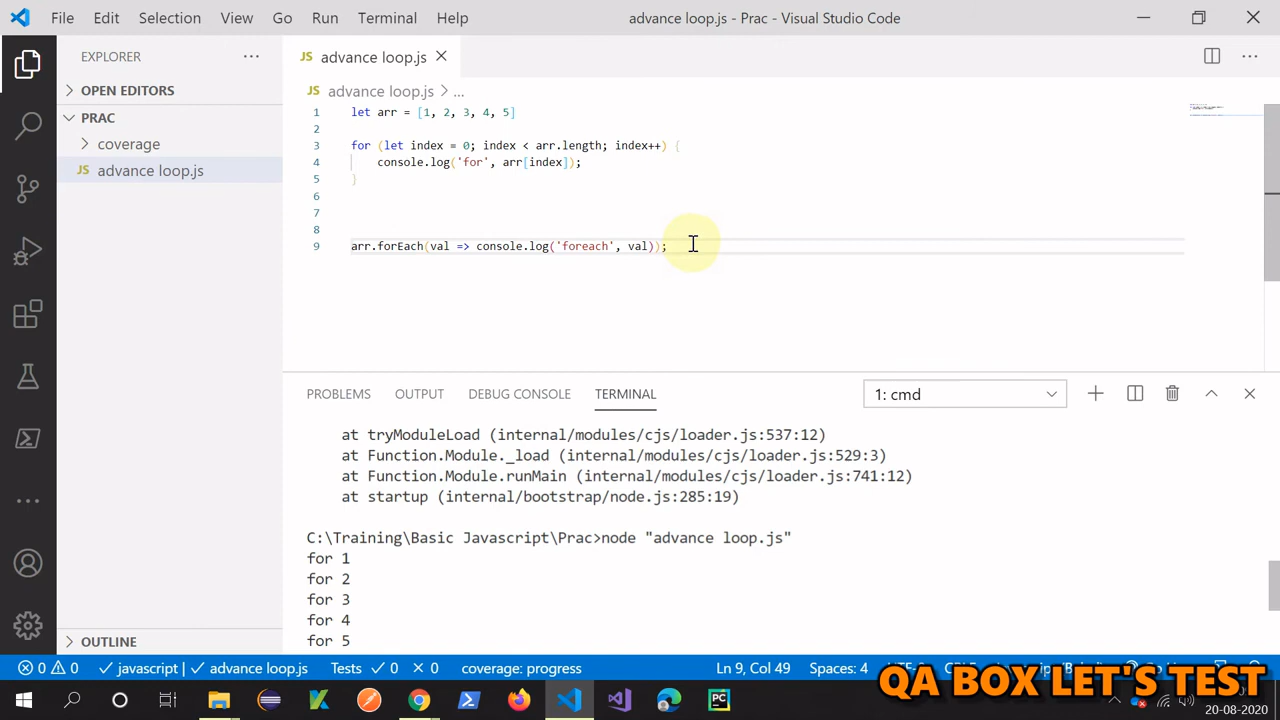 File Edit Selection View Go Run Terminal Help
advance loop.js - Prac - Visual Studio Code
EXPLORER
OPEN EDITORS
PRAC
coverage
JS advance loop.js
OUTLINE
JS advance loop.js
JS advance loop.js > ...
1 let arr = [1, 2, 3, 4, 5]
2
3 for (let index = 0; index < arr.length; index++) {
4     console.log('for', arr[index]);
5 }
6
7
8
9 arr.forEach(val => console.log('foreach', val));
PROBLEMS OUTPUT DEBUG CONSOLE TERMINAL
1: cmd
at tryModuleLoad (internal/modules/cjs/loader.js:537:12)
at Function.Module._load (internal/modules/cjs/loader.js:529:3)
at Function.Module.runMain (internal/modules/cjs/loader.js:741:12)
at startup (internal/bootstrap/node.js:285:19)
C:\Training\Basic Javascript\Prac>node "advance loop.js"
for 1
for 2
for 3
for 4
for 5
0 0 javascript | advance loop.js Tests 0 0 coverage: progress Ln 9, Col 49 Spaces: 4
QA BOX LET'S TEST
PC
20-08-2020